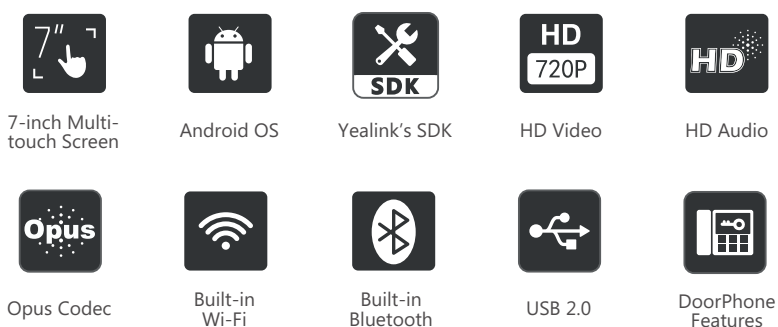 7"
SDK
HD
720P
HD
7-inch Multi-
touch Screen
Android OS
Yealink's SDK
HD Video
HD Audio
Opus
Opus Codec
Built-in
Wi-Fi
Built-in
Bluetooth
USB 2.0
DoorPhone
Features